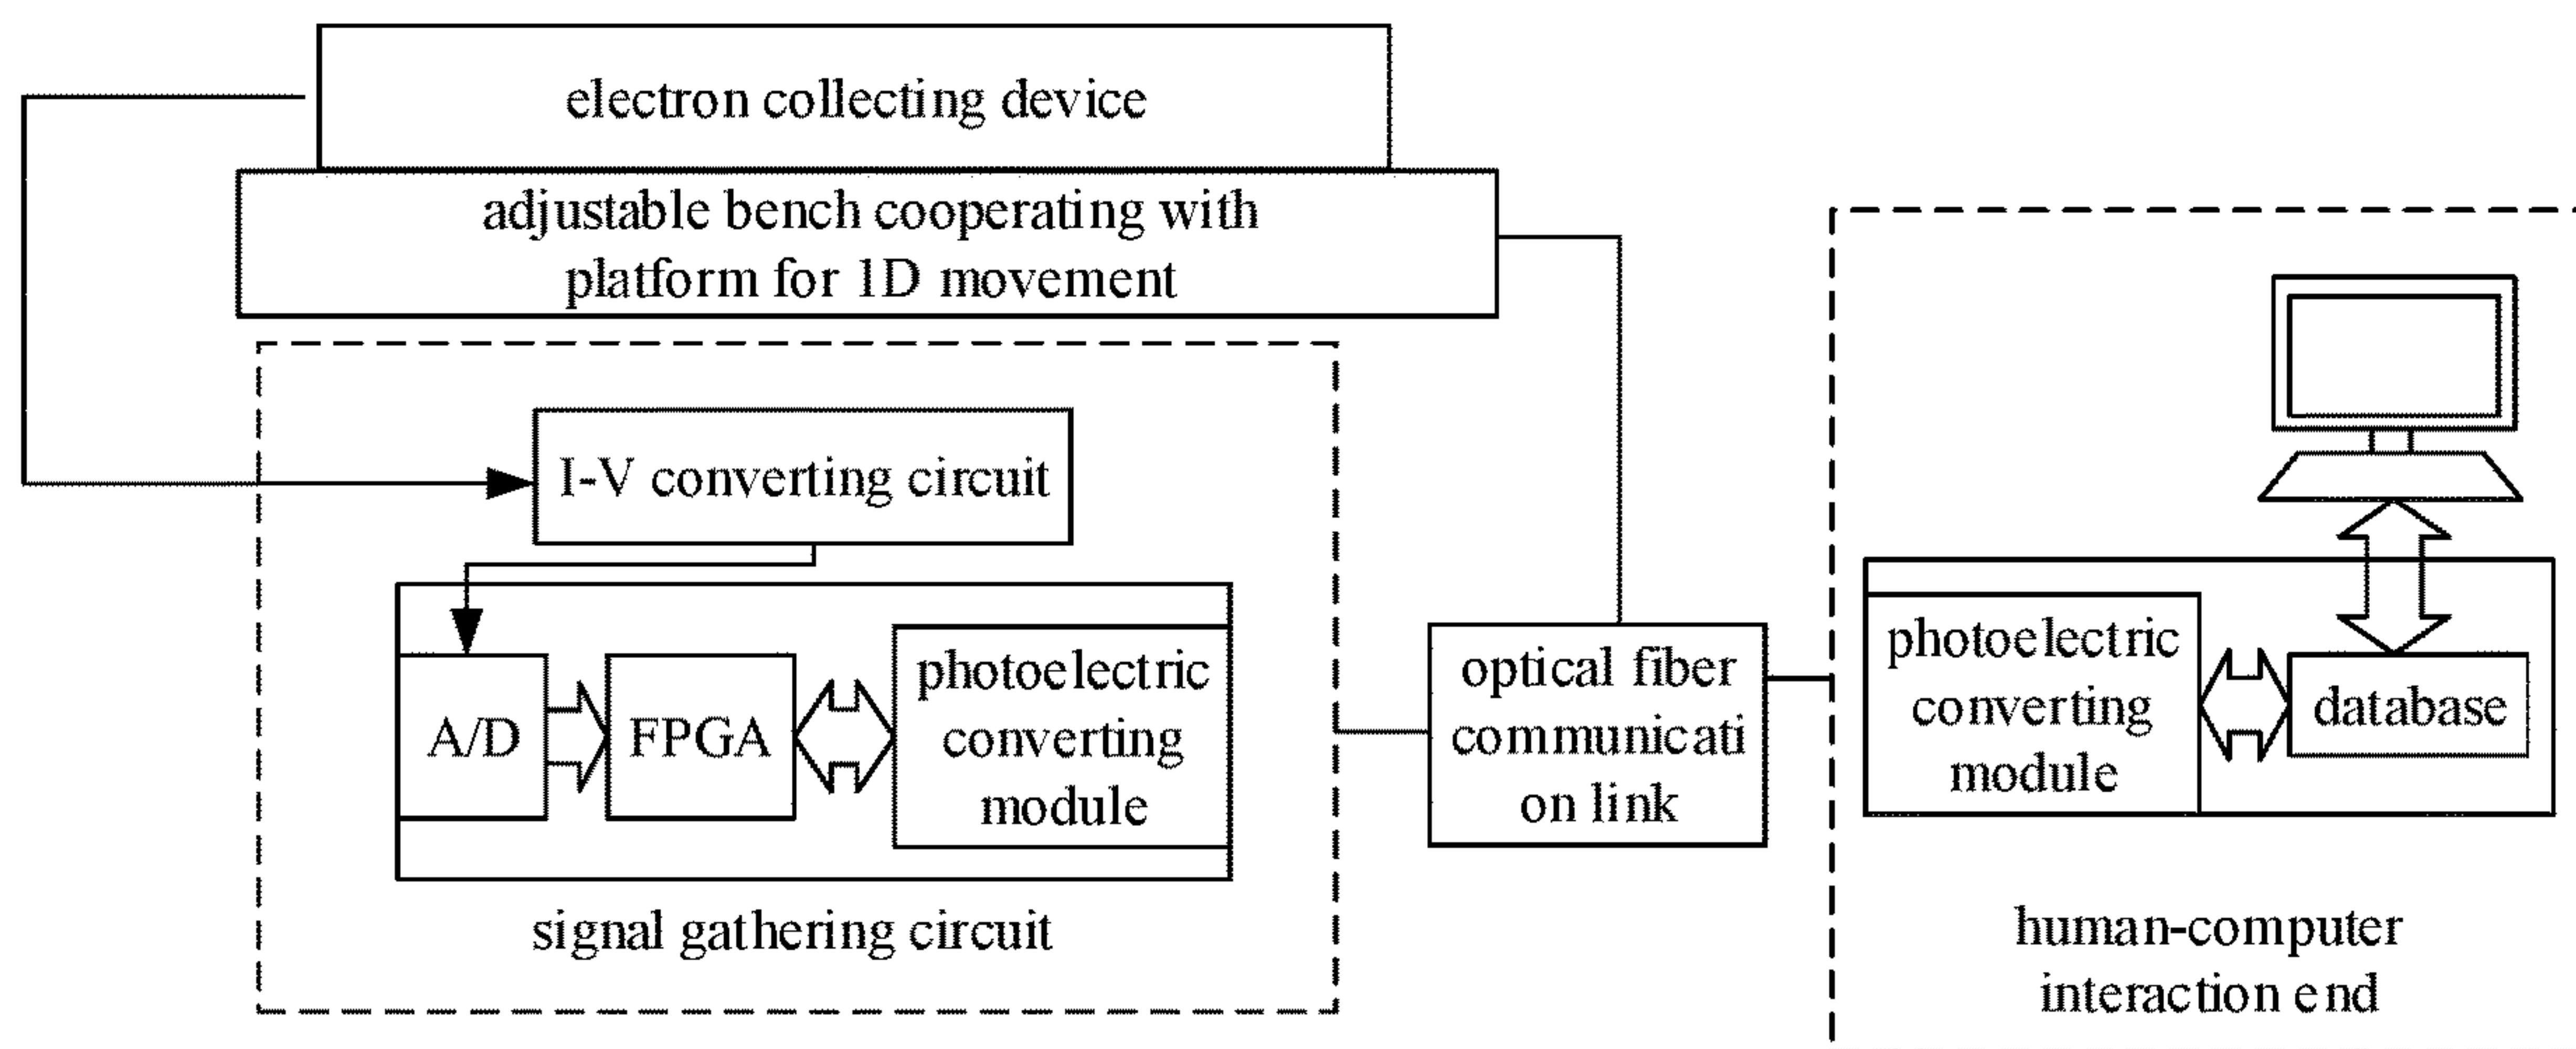 electron collecting device
adjustable bench cooperating with
platform for 1D movement
I-V converting circuit
A/D
FPGA
photoelectric
converting
module
signal gathering circuit
optical fiber
communicati
on link
photoelectric
converting
module
database
human-computer
interaction end